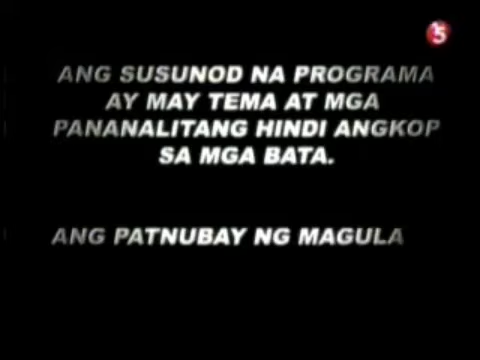 5
ANG SUSUNOD NA PROGRAMA
AY MAY TEMA AT MGA
PANANALITANG HINDI ANGKOP
SA MGA BATA.
ANG PATNUBAY NG MAGULA